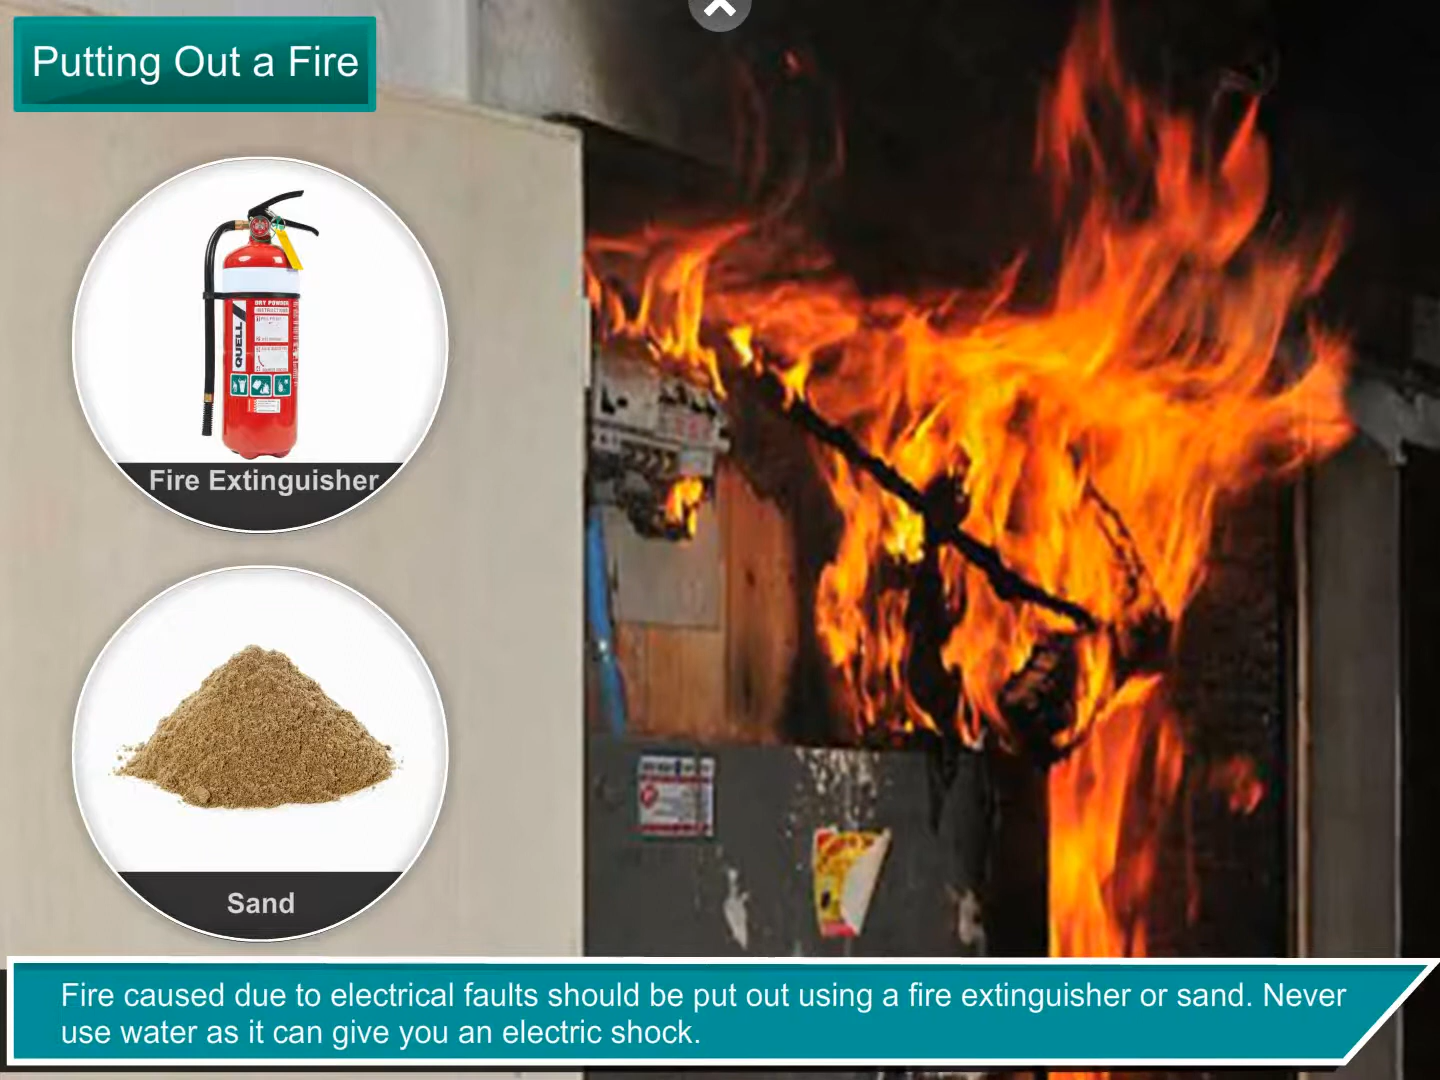 Putting Out a Fire
DRY POWDER
INSTRUCTIONS
QUELL
Fire Extinguisher
Sand
Fire caused due to electrical faults should be put out using a fire extinguisher or sand. Never
use water as it can give you an electric shock.